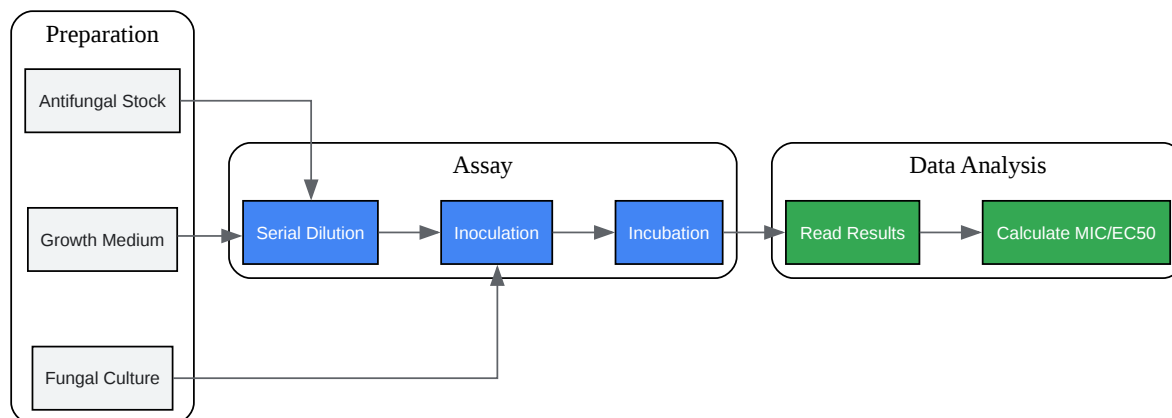 Preparation
Antifungal Stock
Growth Medium
Fungal Culture
Assay
Serial Dilution
Inoculation
Incubation
Data Analysis
Read Results
Calculate MIC/EC50